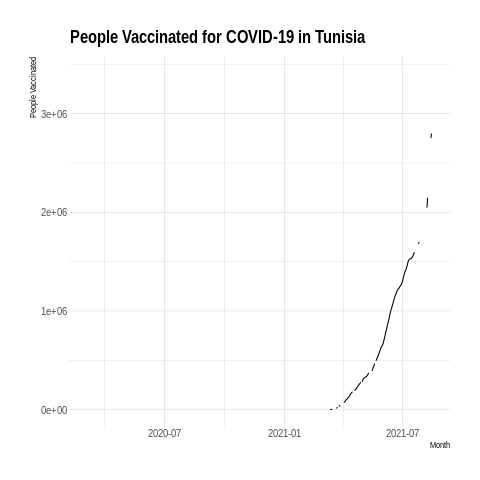 People Vaccinated for COVID-19 in Tunisia
People Vaccinated
3e+06
2e+06
1e+06
0e+00
2020-07
2021-01
2021-07
Month